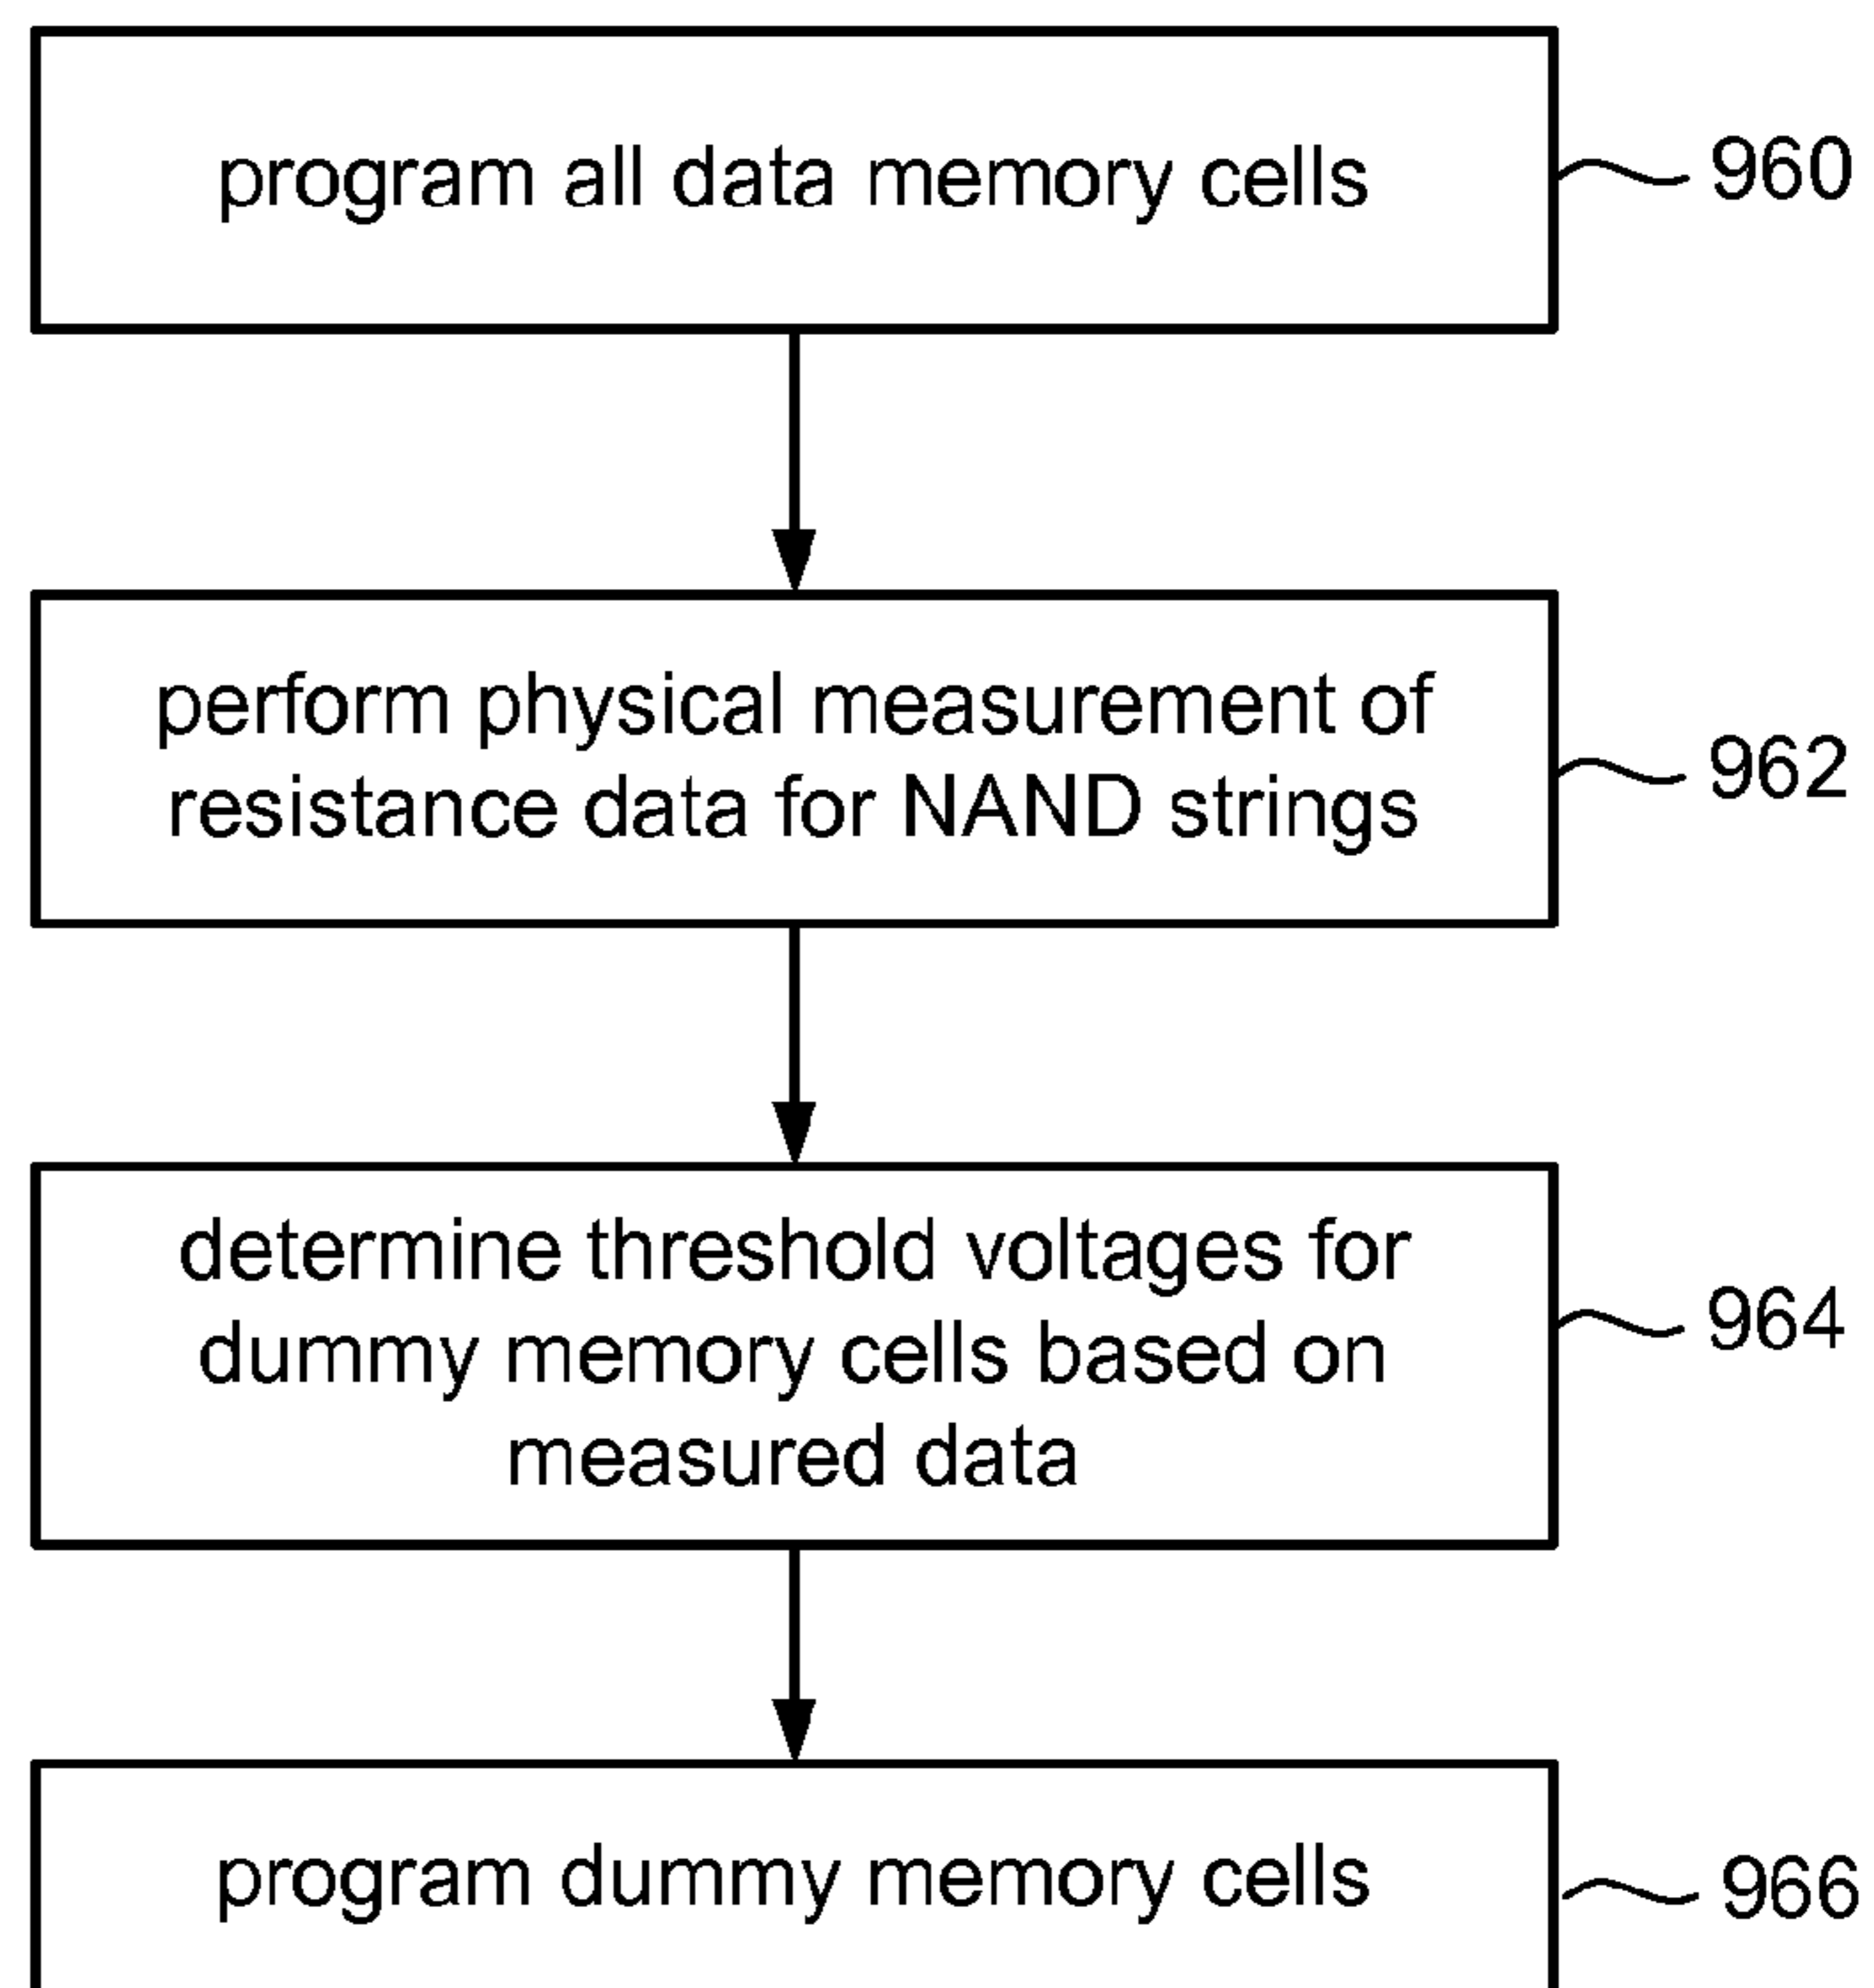 program all data memory cells
960
perform physical measurement of
resistance data for NAND strings
962
determine threshold voltages for
dummy memory cells based on
measured data
964
program dummy memory cells
966